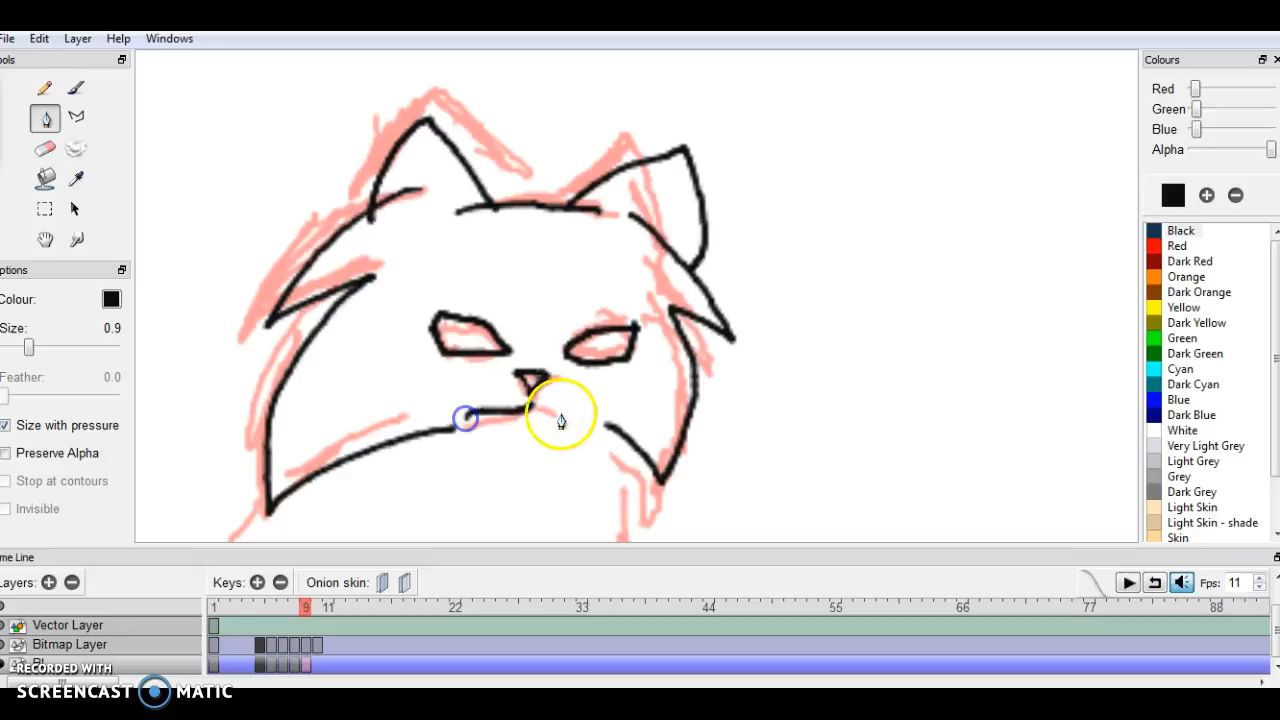 File Edit Layer Help Windows
ools
ptions
Colour:
Size: 0.9
Feather: 0.0
Size with pressure
Preserve Alpha
Stop at contours
Invisible
Colours
Red
Green
Blue
Alpha
Black
Red
Dark Red
Orange
Dark Orange
Yellow
Dark Yellow
Green
Dark Green
Cyan
Dark Cyan
Blue
Dark Blue
White
Very Light Grey
Light Grey
Grey
Dark Grey
Light Skin
Light Skin - shade
Skin
me Line
Layers: Keys: Onion skin: Fps: 11
1 9 11 22 33 44 55 66 77 88
Vector Layer
Bitmap Layer
RECORDED WITH
SCREENCAST MATIC